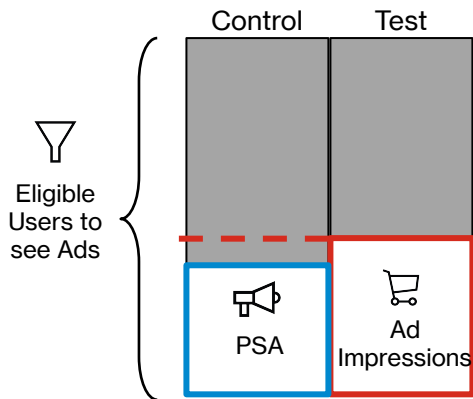 Control
Test
Eligible
Users to
see Ads
PSA
Ad
Impressions